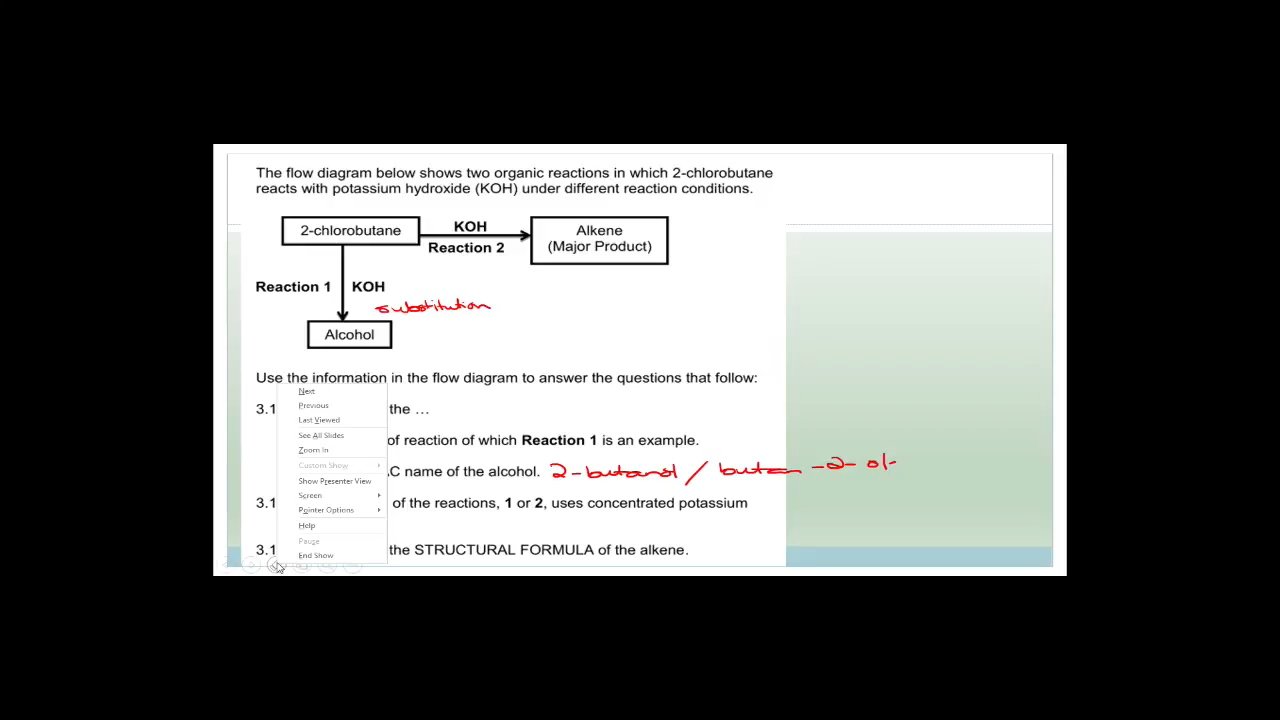 The flow diagram below shows two organic reactions in which 2-chlorobutane
reacts with potassium hydroxide (KOH) under different reaction conditions.
2-chlorobutane
KOH
Reaction 2
Alkene
(Major Product)
Reaction 1
KOH
substitution
Alcohol
Use the information in the flow diagram to answer the questions that follow:
Next
Previous
Last Viewed
See All Slides
Zoom In
Custom Show
Show Presenter View
Screen
Pointer Options
Help
Pause
End Show
3.1 the …
of reaction of which Reaction 1 is an example.
C name of the alcohol. 2-butanol / butan -2- ol
3.1 of the reactions, 1 or 2, uses concentrated potassium
3.1 the STRUCTURAL FORMULA of the alkene.